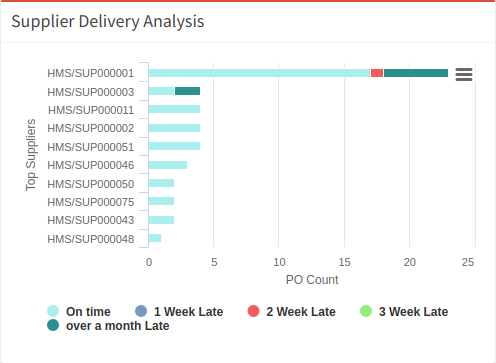 Supplier Delivery Analysis
HMS/SUP000001
HMS/SUP000003
HMS/SUP000011
HMS/SUP000002
HMS/SUP000051
HMS/SUP000046
HMS/SUP000050
HMS/SUP000075
HMS/SUP000043
HMS/SUP000048
Top Suppliers
0 5 10 15 20 25
PO Count
On time 1 Week Late 2 Week Late 3 Week Late
over a month Late